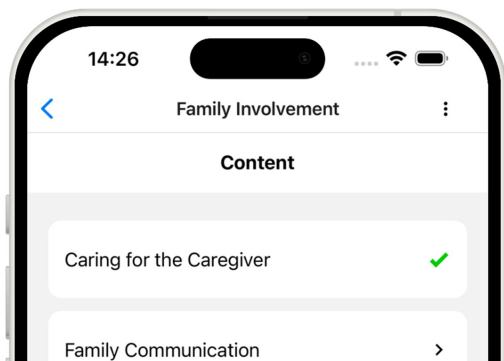 14:26
Family Involvement
Content
Caring for the Caregiver
Family Communication